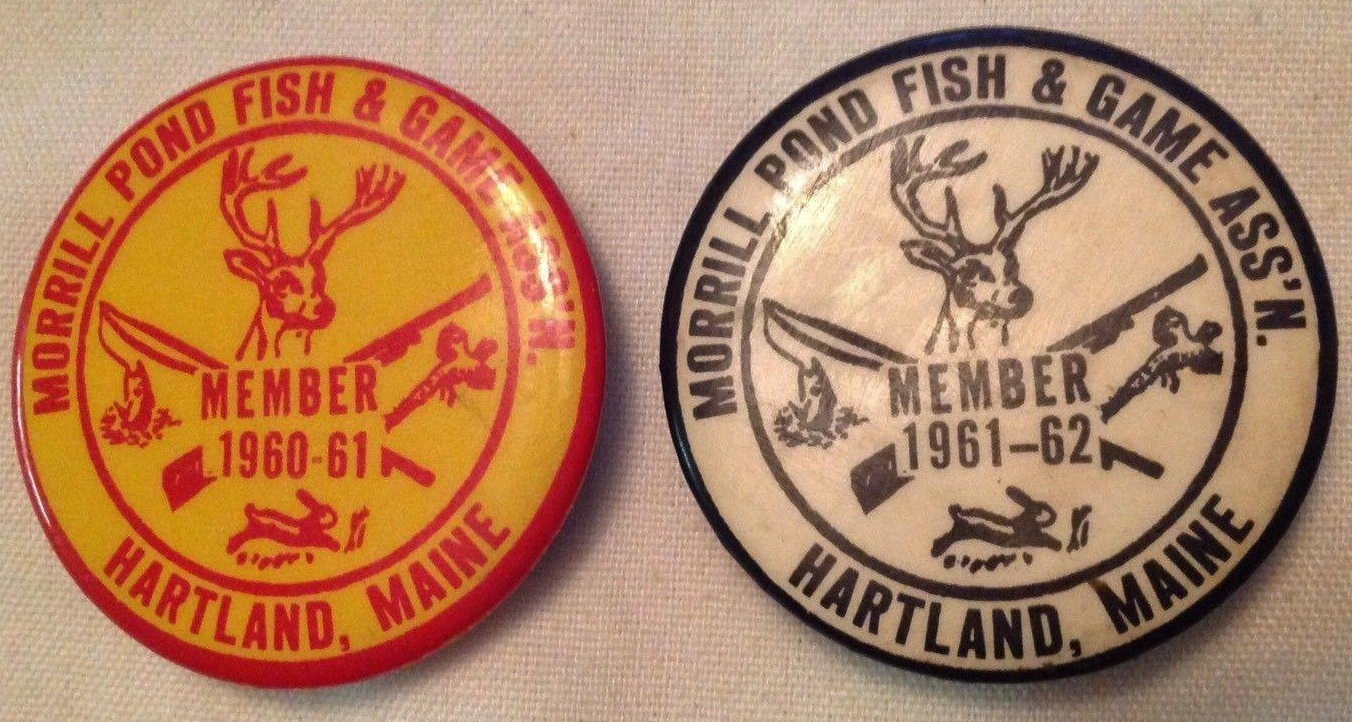 MORRILL POND FISH & GAME ASS'N.
MEMBER
1960-61
HARTLAND, MAINE
MORRILL POND FISH & GAME ASS'N.
MEMBER
1961-62
HARTLAND, MAINE